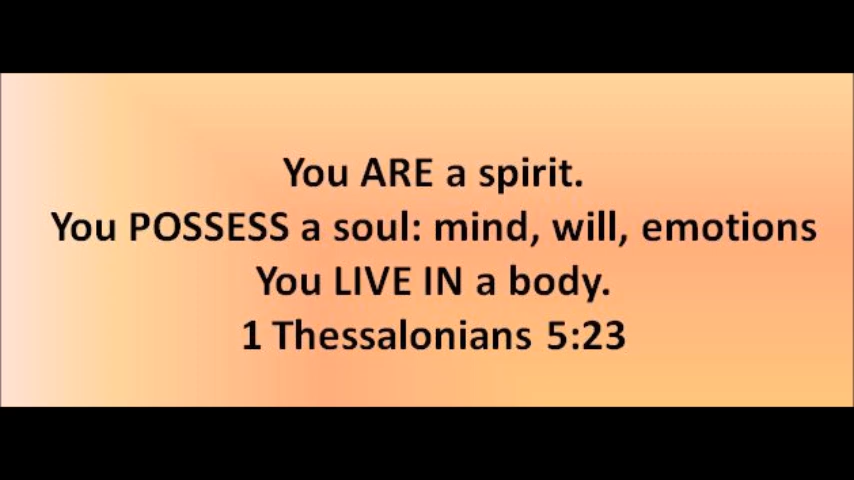 You ARE a spirit.
You POSSESS a soul: mind, will, emotions
You LIVE IN a body.
1 Thessalonians 5:23